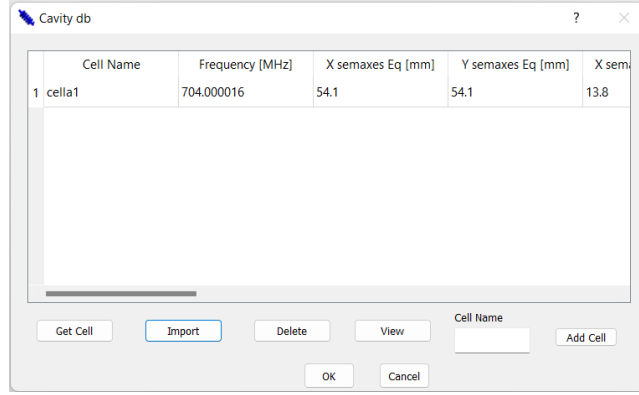 Cavity db ?
Cell Name Frequency [MHz] X semaxes Eq [mm] Y semaxes Eq [mm] X sema
1 cella1 704.000016 54.1 54.1 13.8
Cell Name
Get Cell Import Delete View Add Cell
OK Cancel